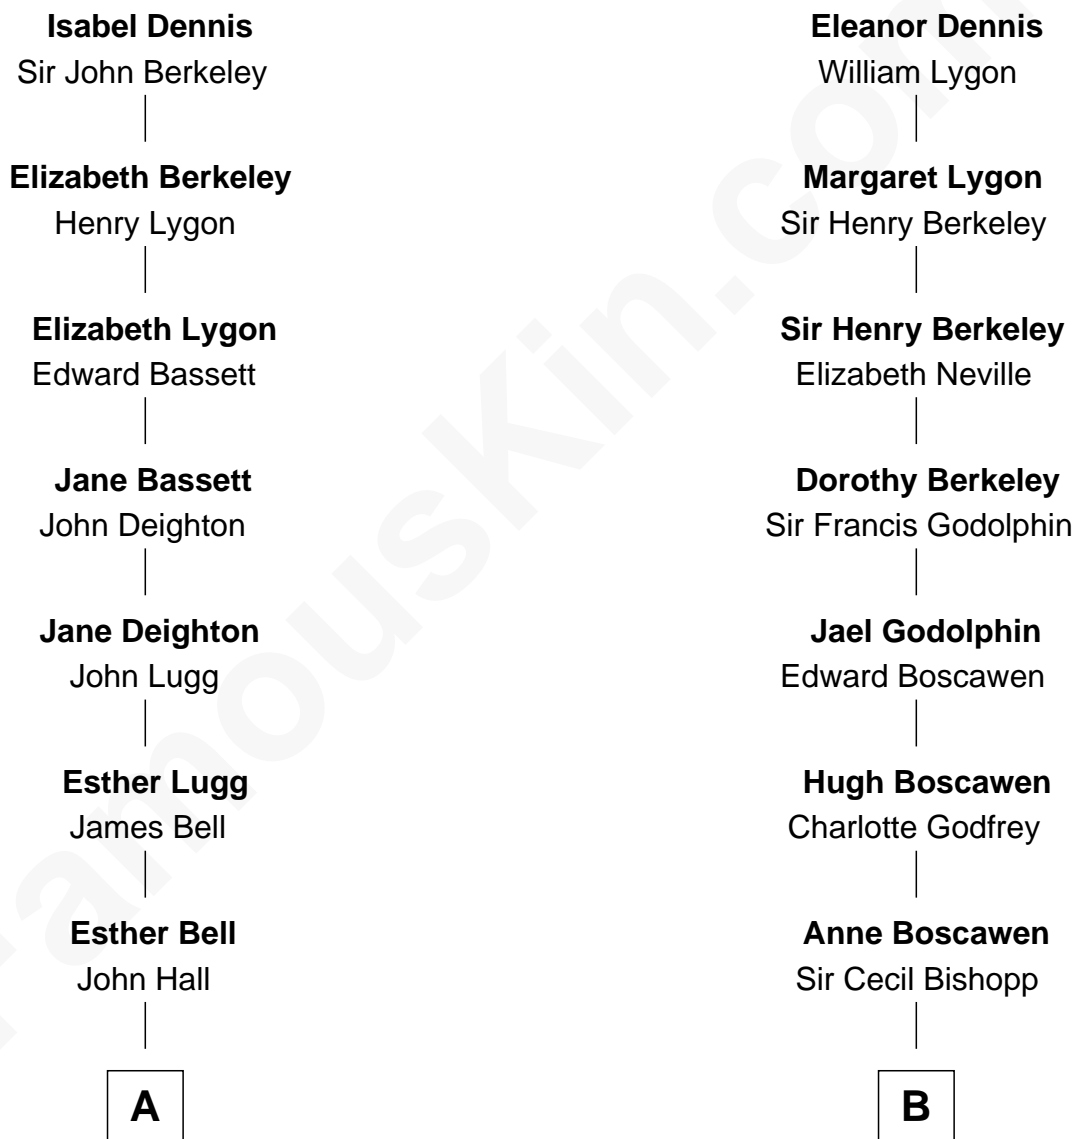 Isabel Dennis
Sir John Berkeley
Elizabeth Berkeley
Henry Lygon
Elizabeth Lygon
Edward Bassett
Jane Bassett
John Deighton
Jane Deighton
John Lugg
Esther Lugg
James Bell
Esther Bell
John Hall
A
Eleanor Dennis
William Lygon
Margaret Lygon
Sir Henry Berkeley
Sir Henry Berkeley
Elizabeth Neville
Dorothy Berkeley
Sir Francis Godolphin
Jael Godolphin
Edward Boscawen
Hugh Boscawen
Charlotte Godfrey
Anne Boscawen
Sir Cecil Bishopp
B
FamousKin.com